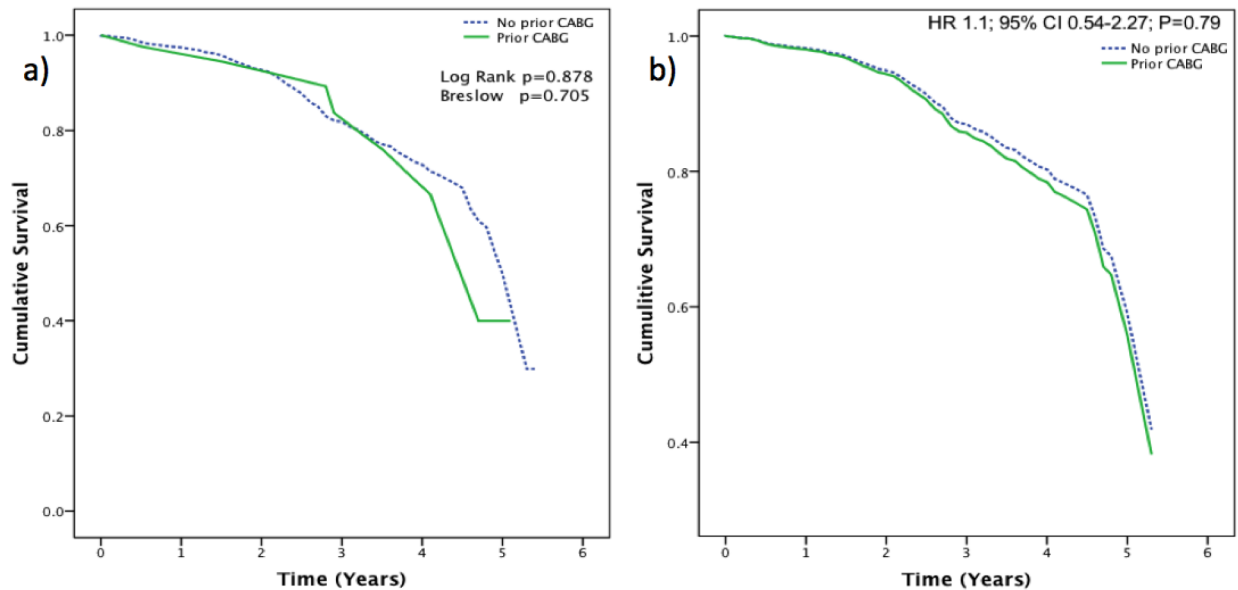 a)
No prior CABG
Prior CABG
Log Rank p=0.878
Breslow p=0.705
Cumulative Survival
1.0
0.8
0.6
0.4
0.2
0.0
0 1 2 3 4 5 6
Time (Years)
b)
HR 1.1; 95% CI 0.54-2.27; P=0.79
No prior CABG
Prior CABG
Cumulitive Survival
1.0
0.8
0.6
0.4
0 1 2 3 4 5 6
Time (Years)